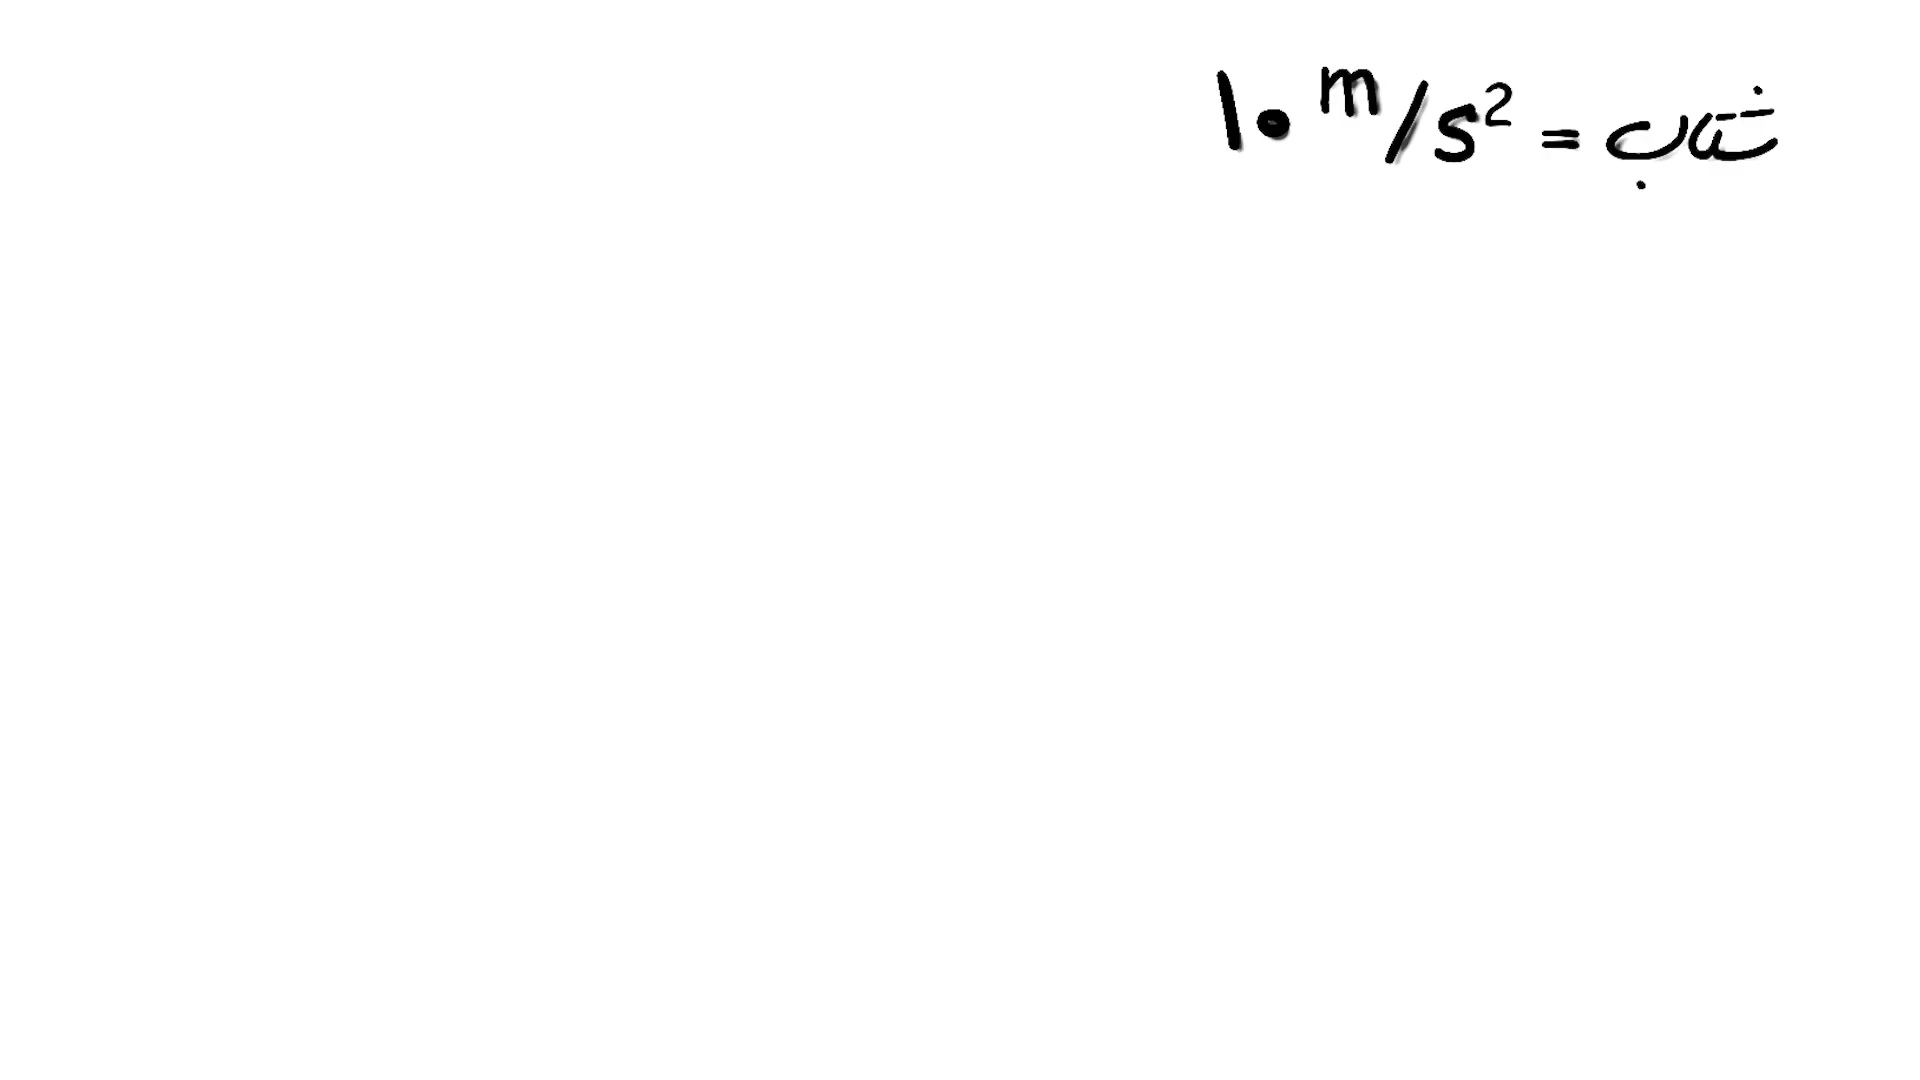 شتاب = ۱۰ m/s²